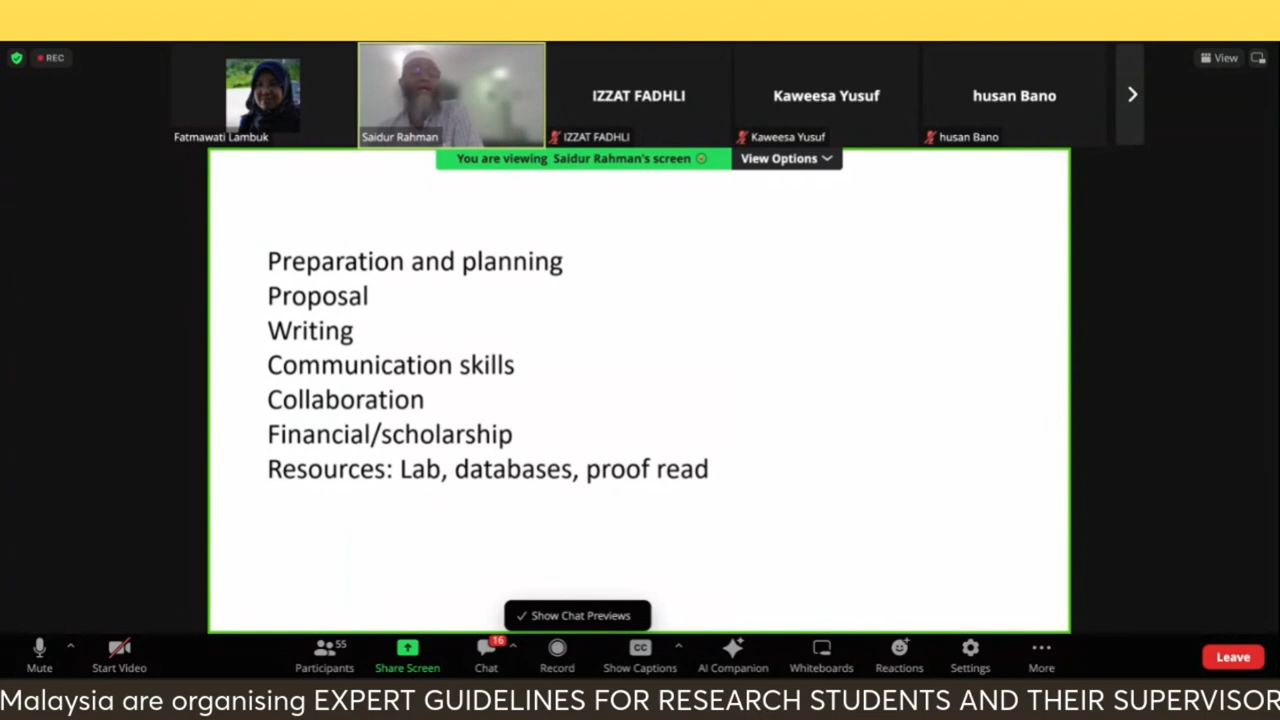 REC
View
IZZAT FADHLI
Kaweesa Yusuf
husan Bano
Fatmawati Lambuk
Saidur Rahman
IZZAT FADHLI
Kaweesa Yusuf
husan Bano
You are viewing Saidur Rahman's screen
View Options
Preparation and planning
Proposal
Writing
Communication skills
Collaboration
Financial/scholarship
Resources: Lab, databases, proof read
Show Chat Previews
55
16
CC
Mute
Start Video
Participants
Share Screen
Chat
Record
Show Captions
AI Companion
Whiteboards
Reactions
Settings
More
Leave
Malaysia are organising EXPERT GUIDELINES FOR RESEARCH STUDENTS AND THEIR SUPERVISOR